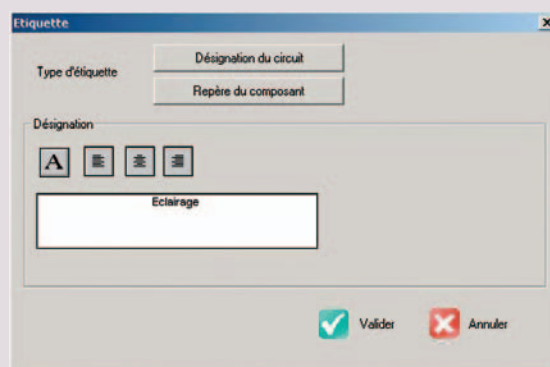 Etiquette
Type d'étiquette
Désignation du circuit
Repère du composant
Désignation
A
Eclairage
Valider
Annuler